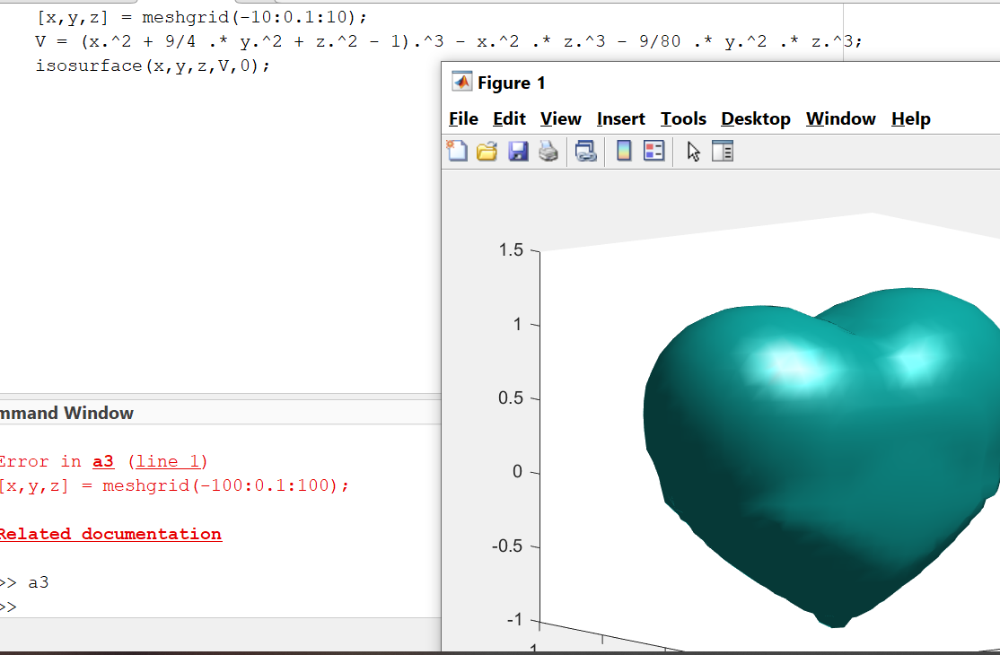 [x,y,z] = meshgrid(-10:0.1:10);
V = (x.^2 + 9/4 .* y.^2 + z.^2 - 1).^3 - x.^2 .* z.^3 - 9/80 .* y.^2 .* z.^3;
isosurface(x,y,z,V,0);
Figure 1
File Edit View Insert Tools Desktop Window Help
1.5
1
0.5
0
-0.5
-1
1
mmand Window
Error in a3 (line 1)
[x,y,z] = meshgrid(-100:0.1:100);
Related documentation
>> a3
>>